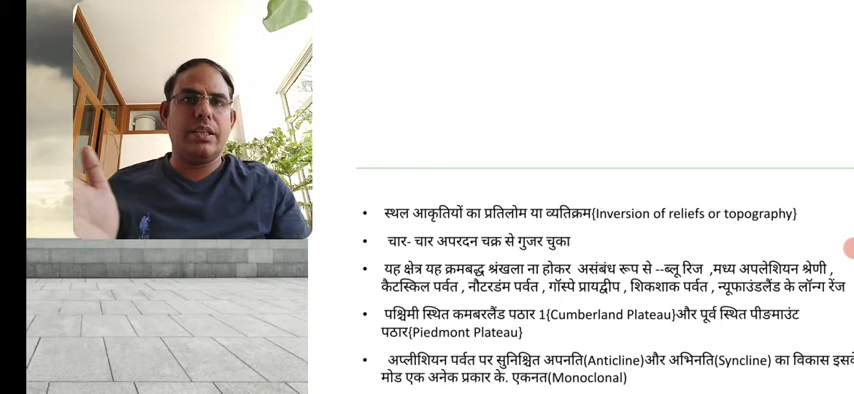 स्थल आकृतियों का प्रतिलोम या व्यतिक्रम{Inversion of reliefs or topography}
चार- चार अपरदन चक्र से गुजर चुका
यह क्षेत्र यह क्रमबद्ध श्रंखला ना होकर असंबंध रूप से --ब्लू रिज ,मध्य अपलेशियन श्रेणी ,
कैटस्किल पर्वत , नौटरडंम पर्वत , गॉस्पे प्रायद्वीप , शिकशाक पर्वत , न्यूफाउंडलैंड के लॉन्ग रेंज
पश्चिमी स्थित कमबरलैंड पठार 1{Cumberland Plateau}और पूर्व स्थित पीडमाउंट
पठार{Piedmont Plateau}
अप्लीशियन पर्वत पर सुनिश्चित अपनति(Anticline)और अभिनति(Syncline) का विकास
मोड एक अनेक प्रकार के. एकनत(Monoclonal)